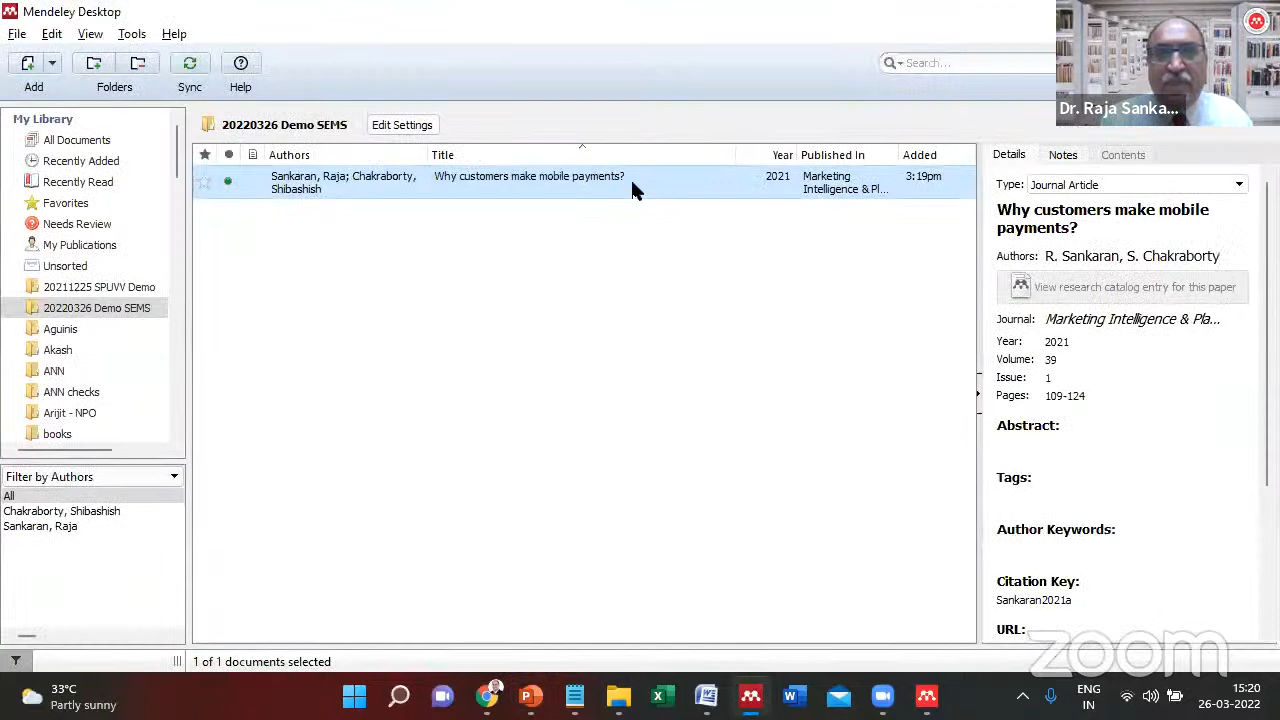 Mendeley Desktop
File Edit View Tools Help
Add Folders Sync Help
Search...
Dr. Raja Sanka...
My Library
All Documents
Recently Added
Recently Read
Favorites
Needs Review
My Publications
Unsorted
20211225 SPUVV Demo
20220326 Demo SEMS
Aguinis
Akash
ANN
ANN checks
Arijit - NPO
books
Filter by Authors
All
Chakraborty, Shibashish
Sankaran, Raja
20220326 Demo SEMS Edit Settings
Authors Title Year Published In Added
Sankaran, Raja; Chakraborty, Why customers make mobile payments? 2021 Marketing 3:19pm
Shibashish Intelligence & Pl...
1 of 1 documents selected
Details Notes Contents
Type: Journal Article
Why customers make mobile
payments?
Authors: R. Sankaran, S. Chakraborty
View research catalog entry for this paper
Journal: Marketing Intelligence & Pla...
Year: 2021
Volume: 39
Issue: 1
Pages: 109-124
Abstract:
Tags:
Author Keywords:
Citation Key:
Sankaran2021a
URL:
zoom
33°C
Partly sunny
ENG
IN
15:20
26-03-2022